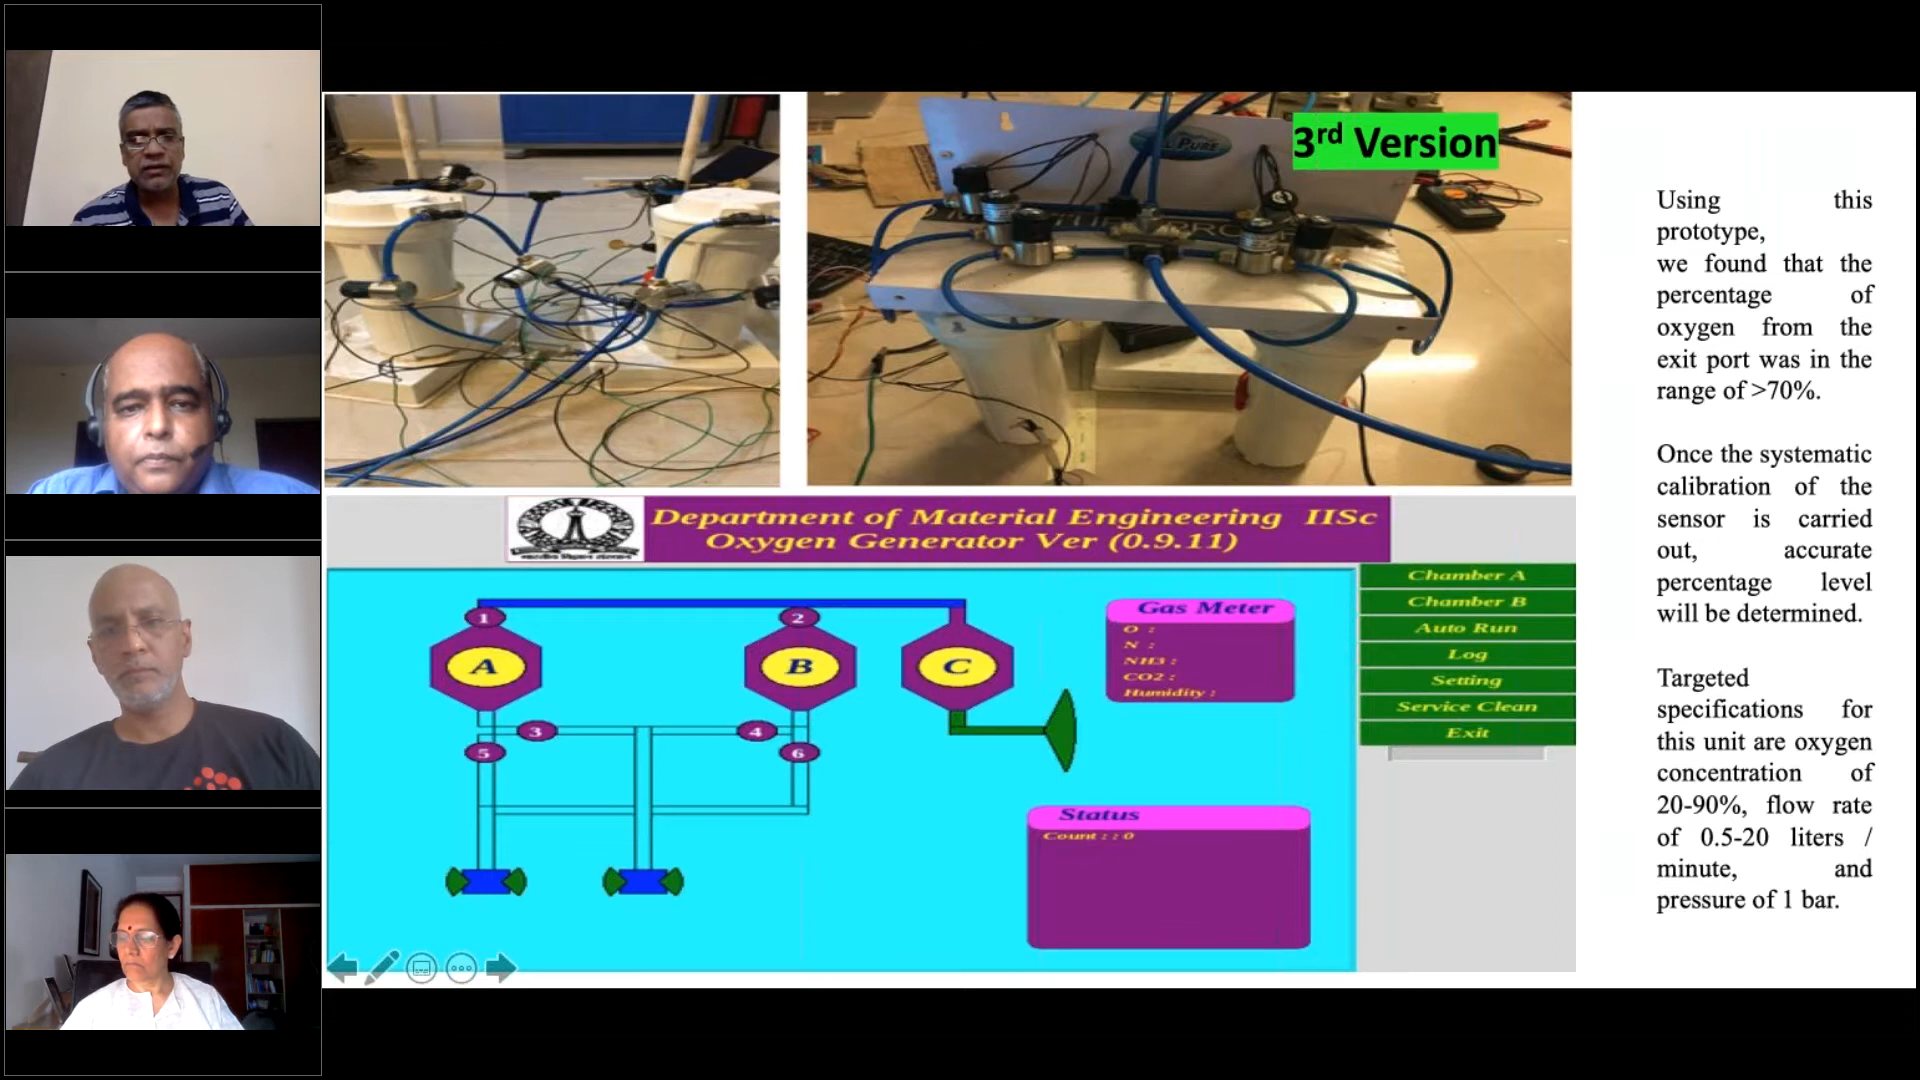 PURE
3rd Version
Using this
prototype,
we found that the
percentage of
oxygen from the
exit port was in the
range of >70%.
Once the systematic
calibration of the
sensor is carried
out, accurate
percentage level
will be determined.
Targeted
specifications for
this unit are oxygen
concentration of
20-90%, flow rate
of 0.5-20 liters /
minute, and
pressure of 1 bar.
Department of Material Engineering IISc
Oxygen Generator Ver (0.9.11)
Chamber A
Chamber B
Auto Run
Log
Setting
Service Clean
Exit
1
2
A
B
C
3
4
5
6
Gas Meter
O :
N :
NH3 :
CO2 :
Humidity :
Status
Count : : 0